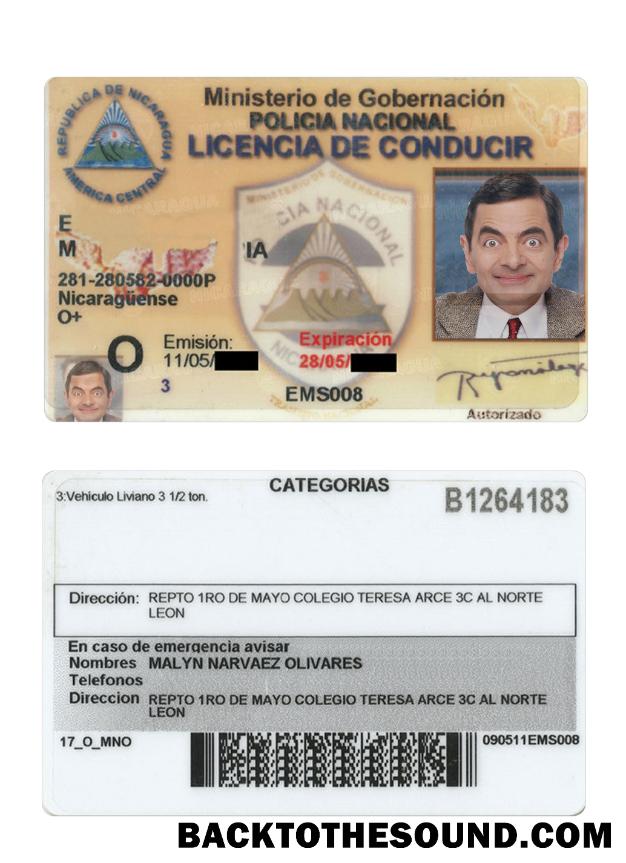 REPUBLICA DE NICARAGUA
AMERICA CENTRAL
Ministerio de Gobernación
POLICIA NACIONAL
LICENCIA DE CONDUCIR
MINISTERIO DE GOBERNACION
CIA NACIONAL
E
M IA
281-280582-0000P
Nicaragüense
O+
O
Emisión: Expiración
11/05/ 28/05/
3
EMS008
TRANSITO NACIONAL
Autorizado
CATEGORIAS
3:Vehiculo Liviano 3 1/2 ton.
B1264183
Dirección: REPTO 1RO DE MAYO COLEGIO TERESA ARCE 3C AL NORTE
LEON
En caso de emergencia avisar
Nombres MALYN NARVAEZ OLIVARES
Telefonos
Direccion REPTO 1RO DE MAYO COLEGIO TERESA ARCE 3C AL NORTE
LEON
17_O_MNO
090511EMS008
BACKTOTHESOUND.COM